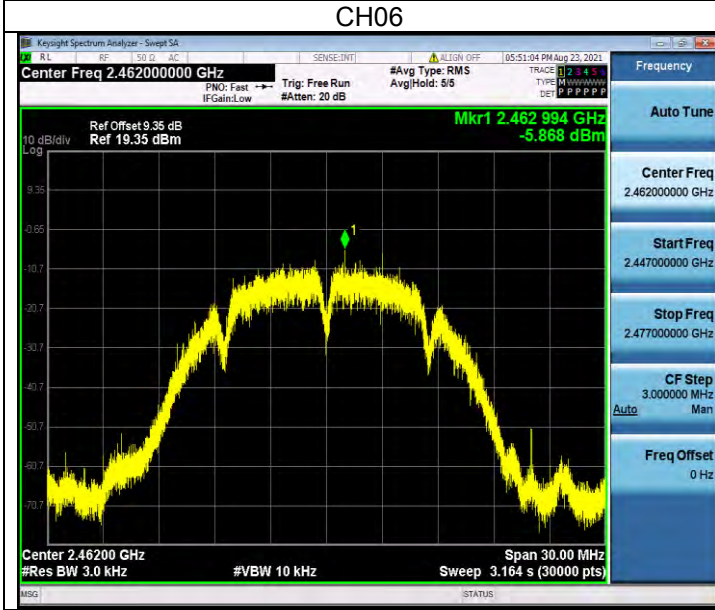 CH06
Keysight Spectrum Analyzer - Swept SA
RL RF 50 Ω AC SENSE:INT ALIGN OFF 05:51:04 PM Aug 23, 2021
Center Freq 2.462000000 GHz
PNO: Fast
IFGain:Low
Trig: Free Run
#Atten: 20 dB
#Avg Type: RMS
Avg|Hold: 5/5
TRACE 1 2 3 4 5 6
TYPE M WWWWW
DET P P P P P P
Frequency
Auto Tune
Center Freq
2.462000000 GHz
Start Freq
2.447000000 GHz
Stop Freq
2.477000000 GHz
CF Step
3.000000 MHz
Auto Man
Freq Offset
0 Hz
Ref Offset 9.35 dB
Ref 19.35 dBm
10 dB/div
Log
Mkr1 2.462 994 GHz
-5.868 dBm
9.35
-0.65
-10.7
-20.7
-30.7
-40.7
-50.7
-60.7
-70.7
1
Center 2.46200 GHz
#Res BW 3.0 kHz
#VBW 10 kHz
Span 30.00 MHz
Sweep 3.164 s (30000 pts)
MSG STATUS